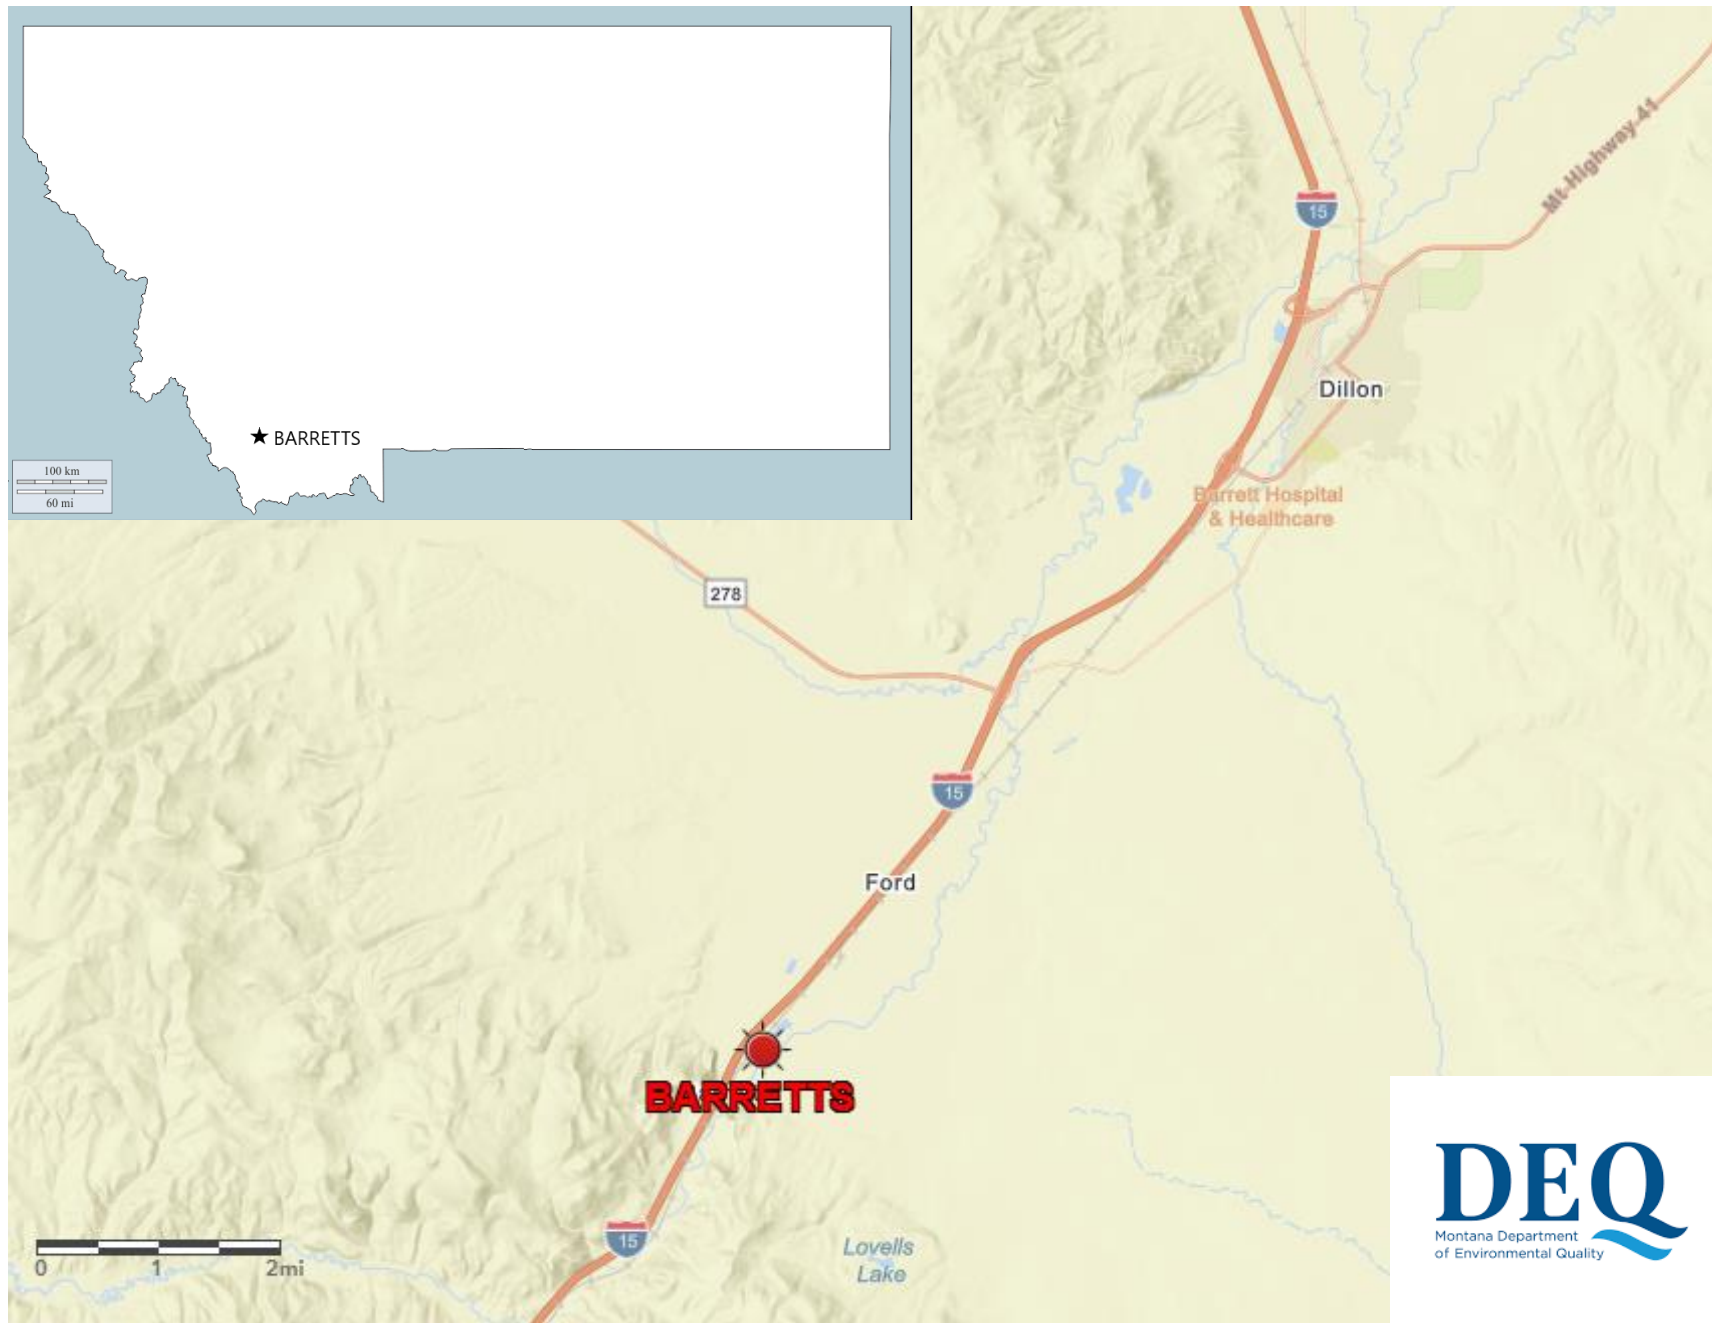 BARRETTS
100 km
60 mi
Mt-Highway-41
15
Dillon
Barrett Hospital
& Healthcare
278
15
Ford
BARRETTS
15
0 1 2mi
Lovells
Lake
DEQ
Montana Department
of Environmental Quality